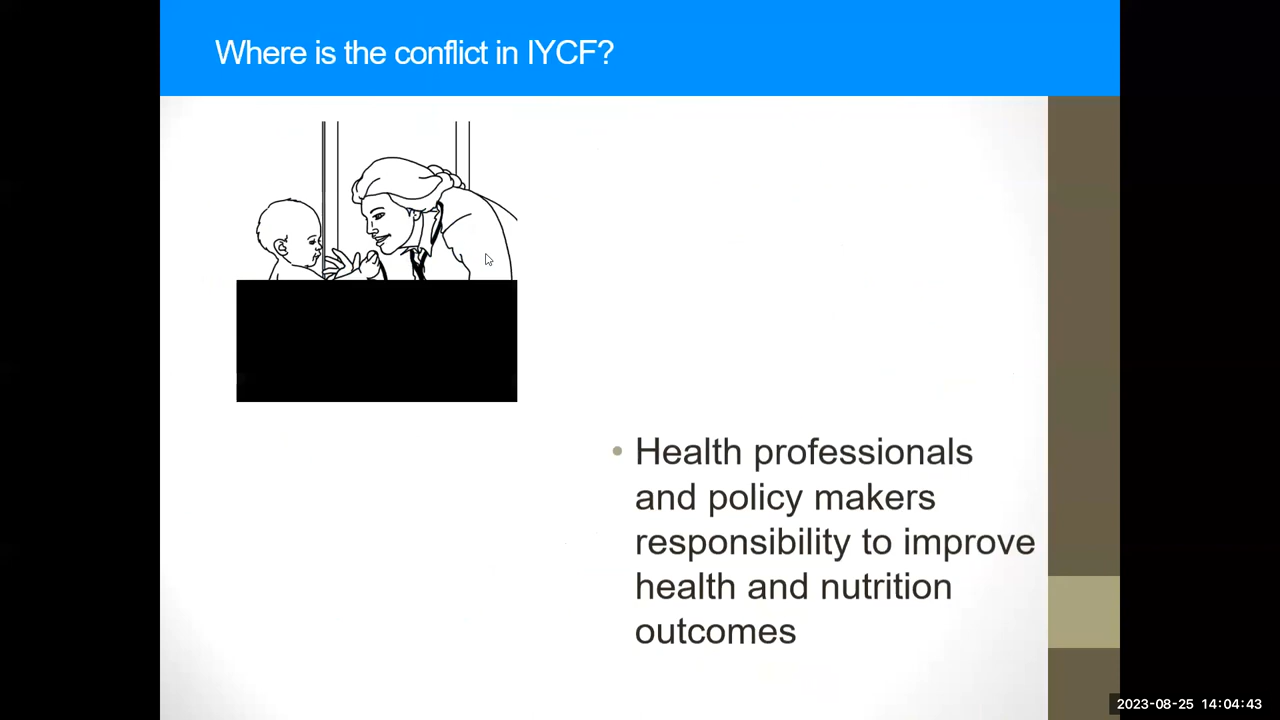 Where is the conflict in IYCF?
• Health professionals
and policy makers
responsibility to improve
health and nutrition
outcomes
2023-08-25 14:04:43